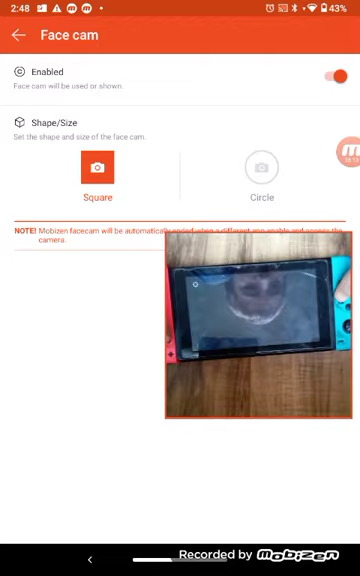 2:48
43%
Face cam
Enabled
Face cam will be used or shown.
Shape/Size
Set the shape and size of the face cam.
Square
Circle
NOTE! Mobizen facecam will be automatically ended when a different app enable and access the
camera.
Recorded by mobizen